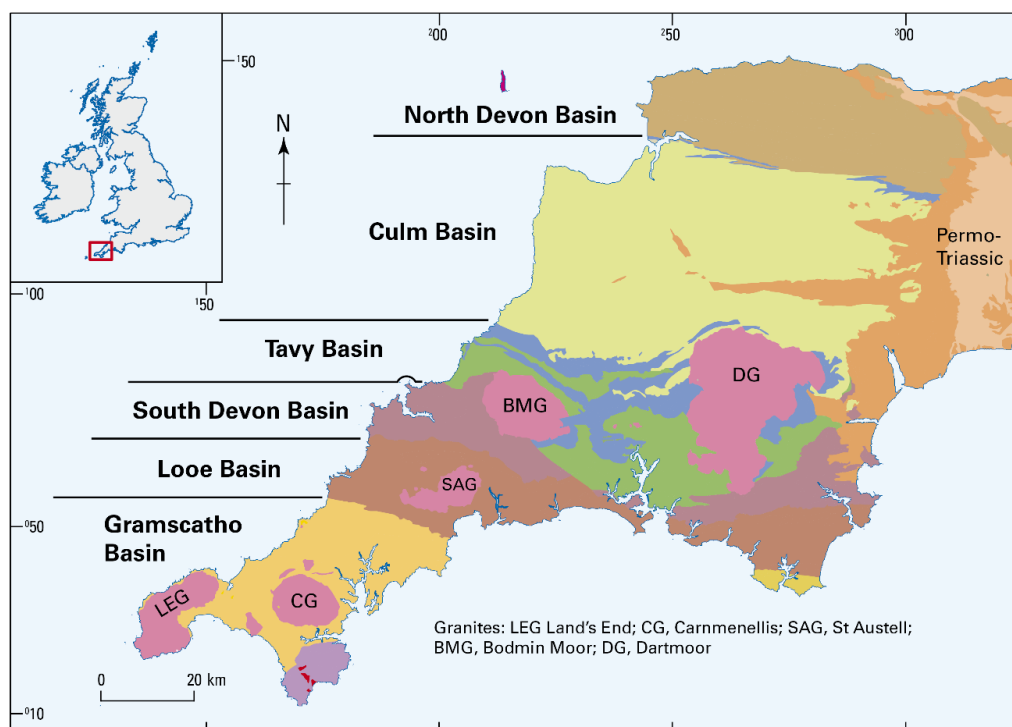 200
250
300
150
North Devon Basin
N
Culm Basin
Permo-
Triassic
100
150
Tavy Basin
DG
BMG
South Devon Basin
Looe Basin
SAG
050
Gramscatho
Basin
LEG
CG
Granites: LEG Land's End; CG, Carnmenellis; SAG, St Austell;
BMG, Bodmin Moor; DG, Dartmoor
0 20 km
010